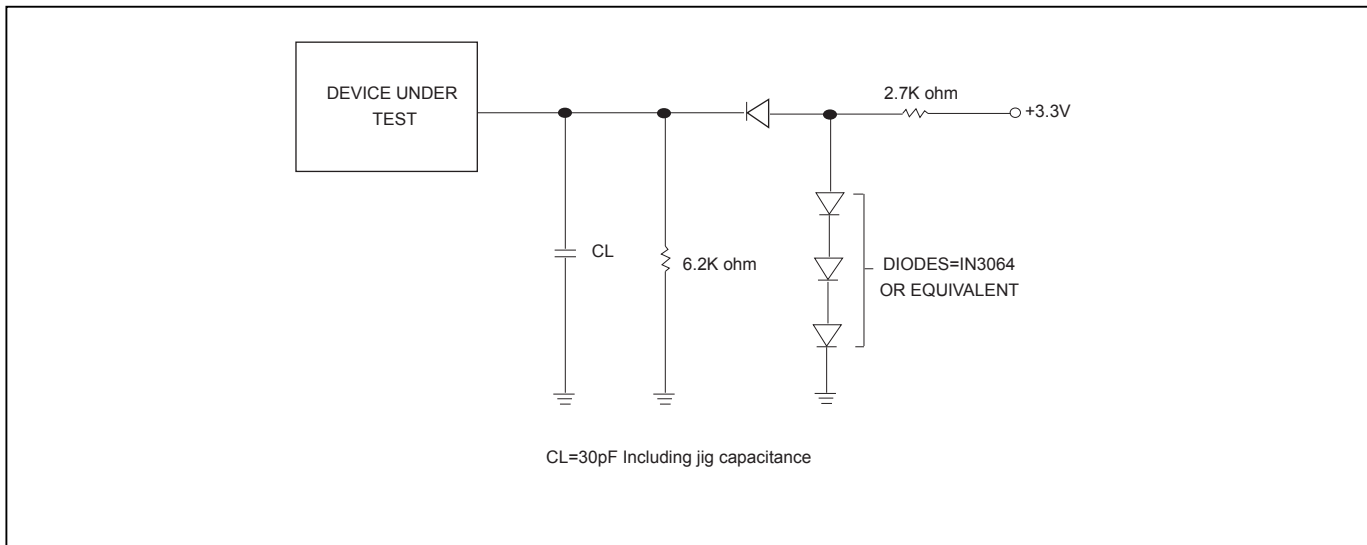 DEVICE UNDER
TEST
2.7K ohm
+3.3V
CL
6.2K ohm
DIODES=IN3064
OR EQUIVALENT
CL=30pF Including jig capacitance